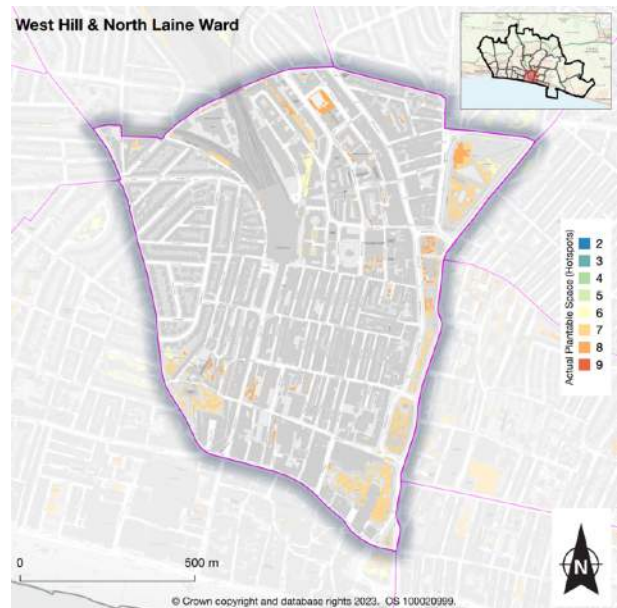 West Hill & North Laine Ward
Actual Plantable Space (Hotspots)
2
3
4
5
6
7
8
9
N
0
500 m
© Crown copyright and database rights 2023. OS 100020999.